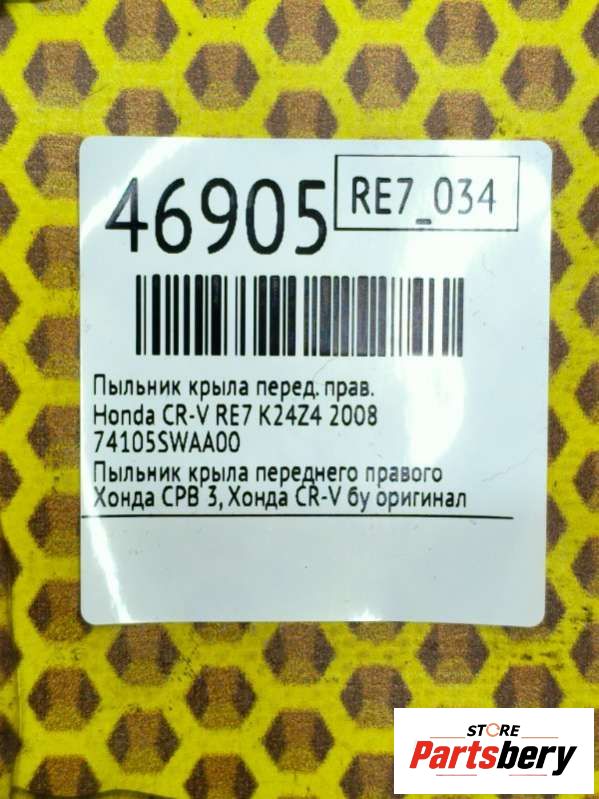 46905
RE7_034
Пыльник крыла перед. прав.
Honda CR-V RE7 K24Z4 2008
74105SWAA00
Пыльник крыла переднего правого
Хонда СРВ 3, Хонда CR-V бу оригинал
STORE
Partsbery